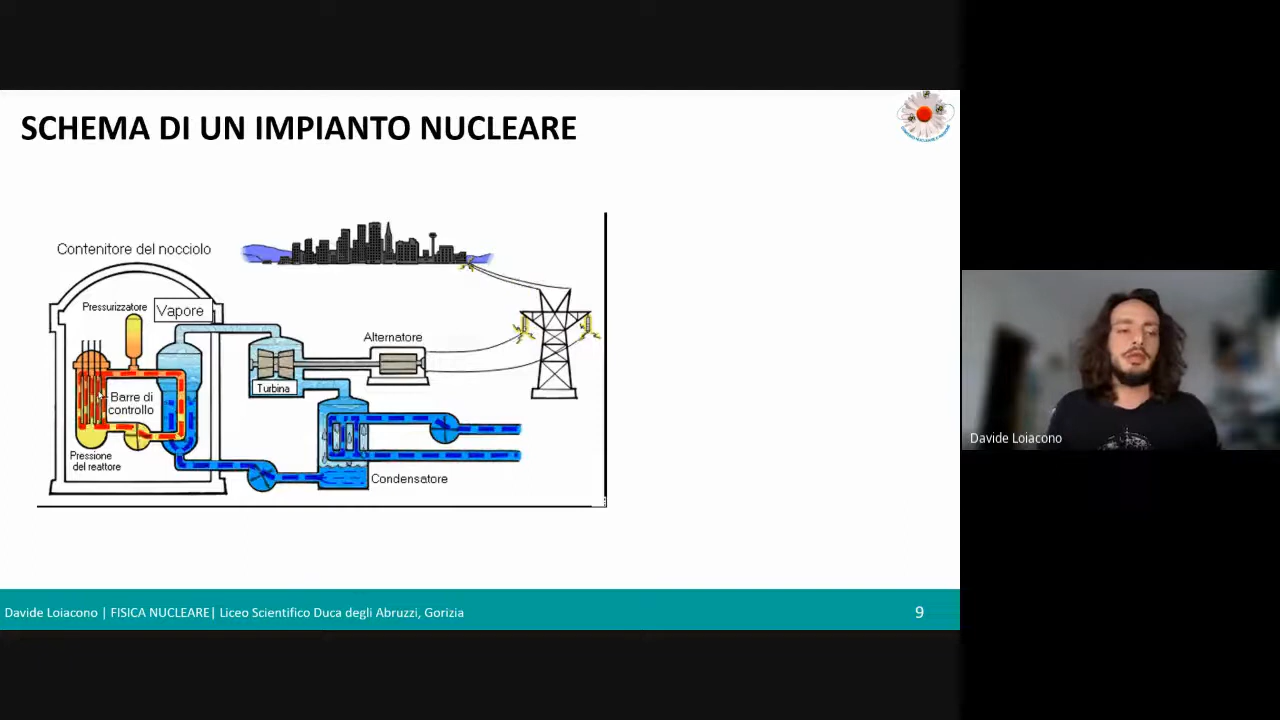 SCHEMA DI UN IMPIANTO NUCLEARE
Contenitore del nocciolo
Pressurizzatore
Vapore
Alternatore
Turbina
Barre di
controllo
Pressione
del reattore
Condensatore
Davide Loiacono
Davide Loiacono | FISICA NUCLEARE| Liceo Scientifico Duca degli Abruzzi, Gorizia
9